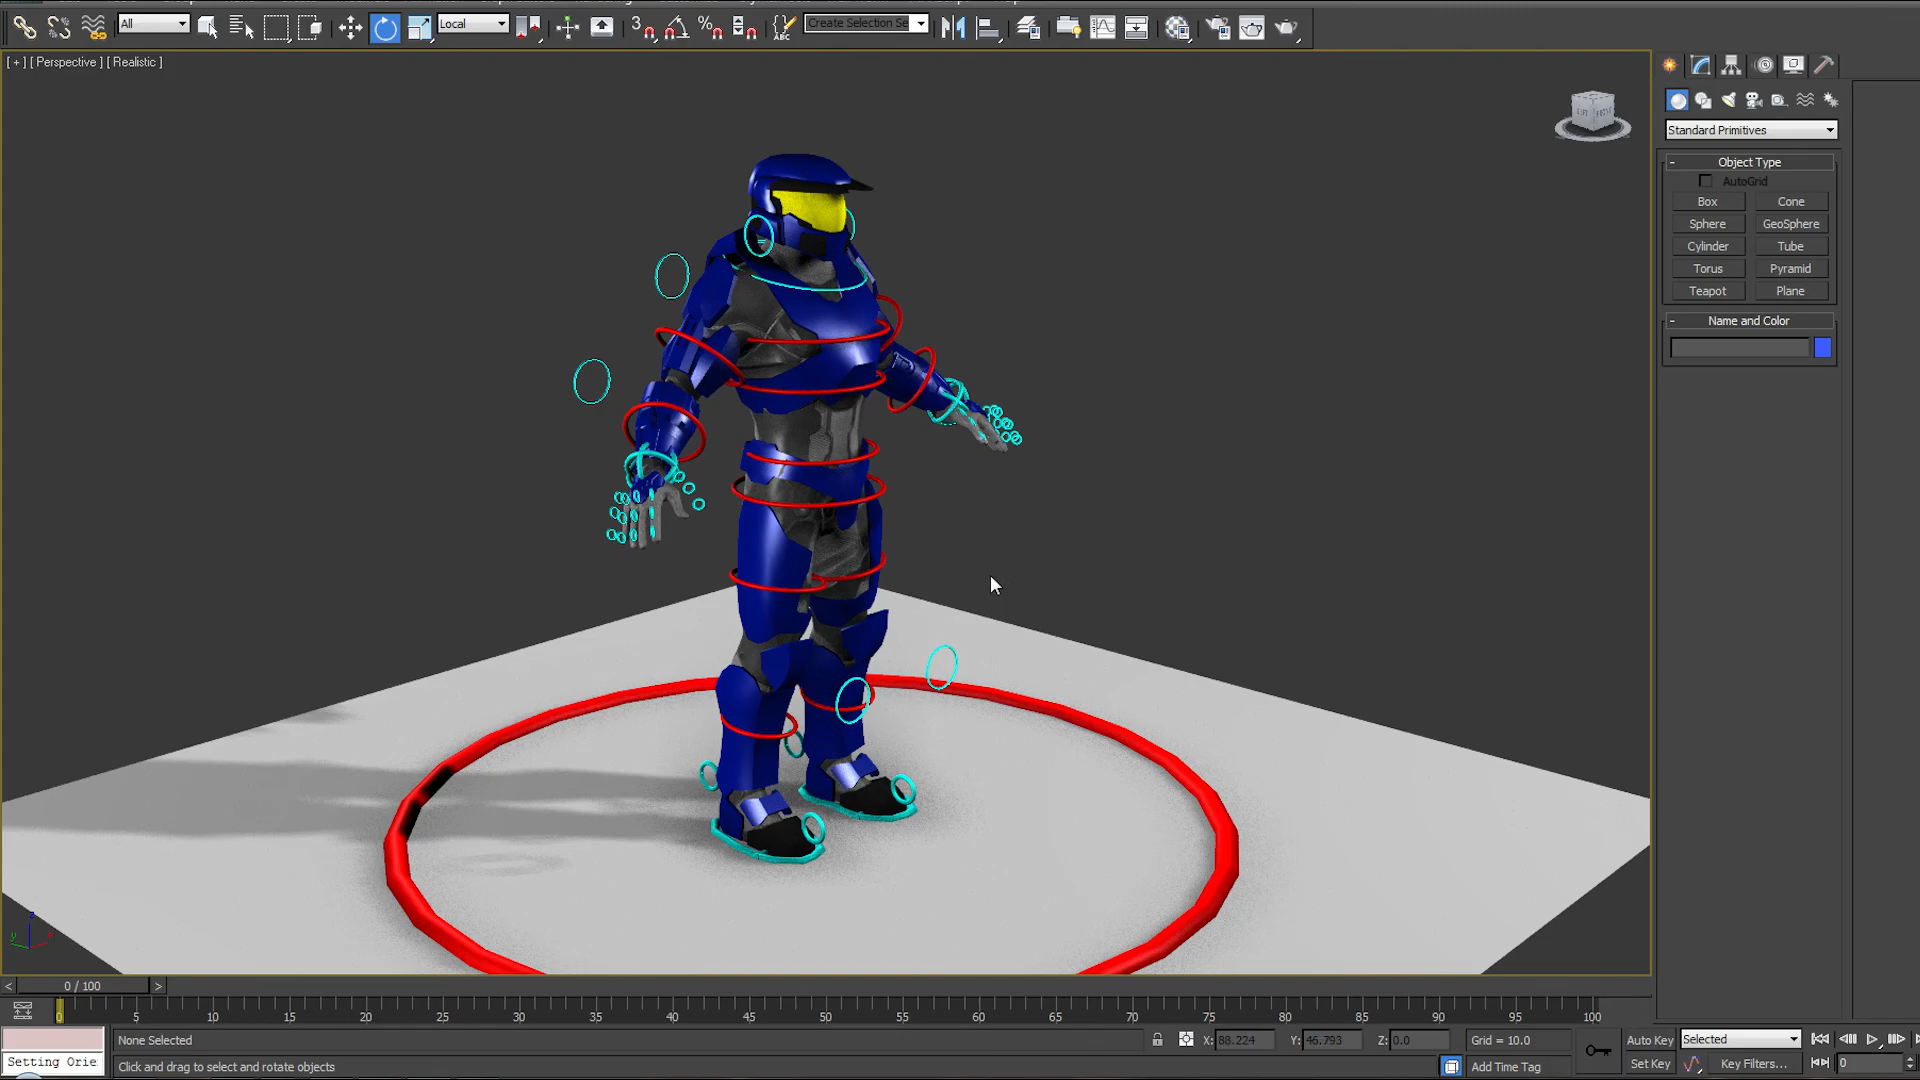 All
Local
3
%
ABC
Create Selection Se
[ + ] [ Perspective ] [ Realistic ]
Standard Primitives
- Object Type
AutoGrid
Box Cone
Sphere GeoSphere
Cylinder Tube
Torus Pyramid
Teapot Plane
- Name and Color
< 0 / 100 >
0 5 10 15 20 25 30 35 40 45 50 55 60 65 70 75 80 85 90 95 100
None Selected X: 88.224 Y: 46.793 Z: 0.0 Grid = 10.0 Auto Key Selected
Setting Orie Click and drag to select and rotate objects Add Time Tag Set Key Key Filters... 0
z
y